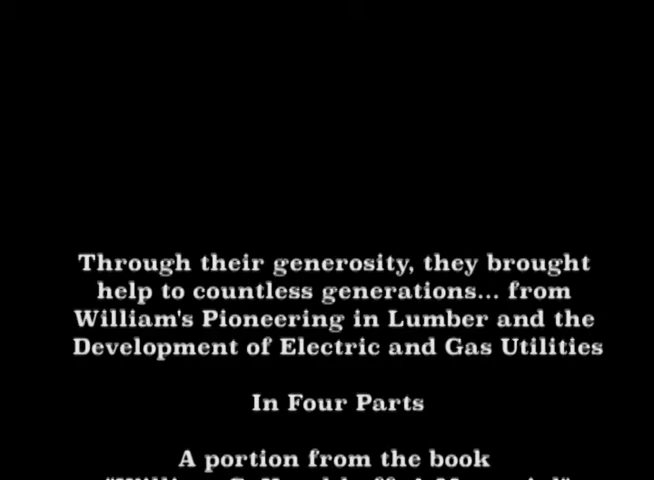 Through their generosity, they brought
help to countless generations... from
William's Pioneering in Lumber and the
Development of Electric and Gas Utilities
In Four Parts
A portion from the book